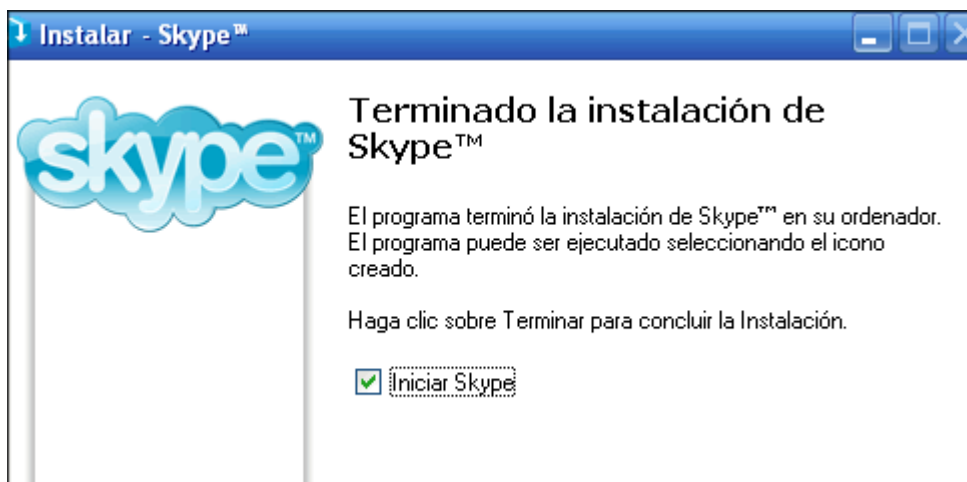 Instalar - Skype™
skype™
Terminado la instalación de
Skype™
El programa terminó la instalación de Skype™ en su ordenador.
El programa puede ser ejecutado seleccionando el icono
creado.
Haga clic sobre Terminar para concluir la Instalación.
Iniciar Skype